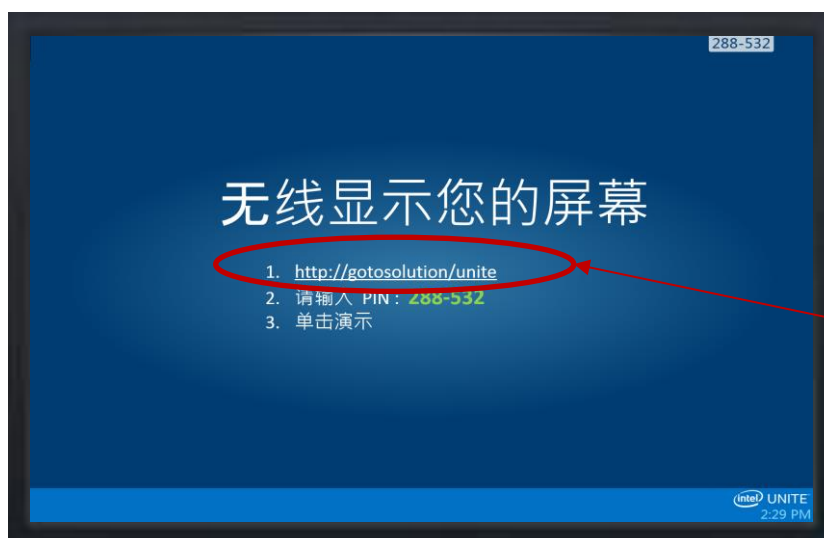 288-532
无线显示您的屏幕
1. http://gotosolution/unite
2. 请输入 PIN : 288-532
3. 单击演示
intel UNITE
2:29 PM